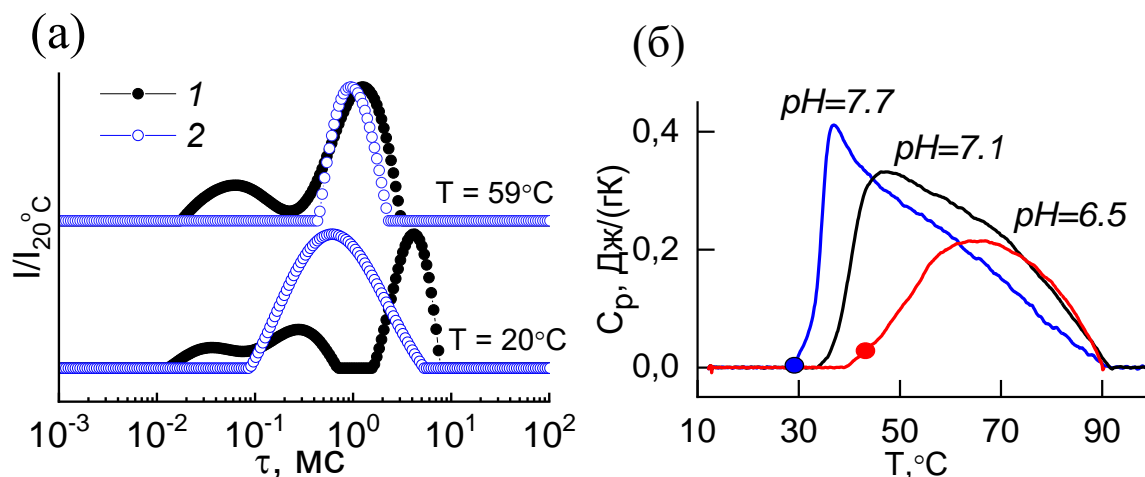 (а)
1
2
T = 59°C
T = 20°C
I/I20°C
10-3 10-2 10-1 100 101 102
τ, мс
(б)
pH=7.7
pH=7.1
pH=6.5
0,4
0,2
0,0
Cp, Дж/(гК)
10 30 50 70 90
T,°C